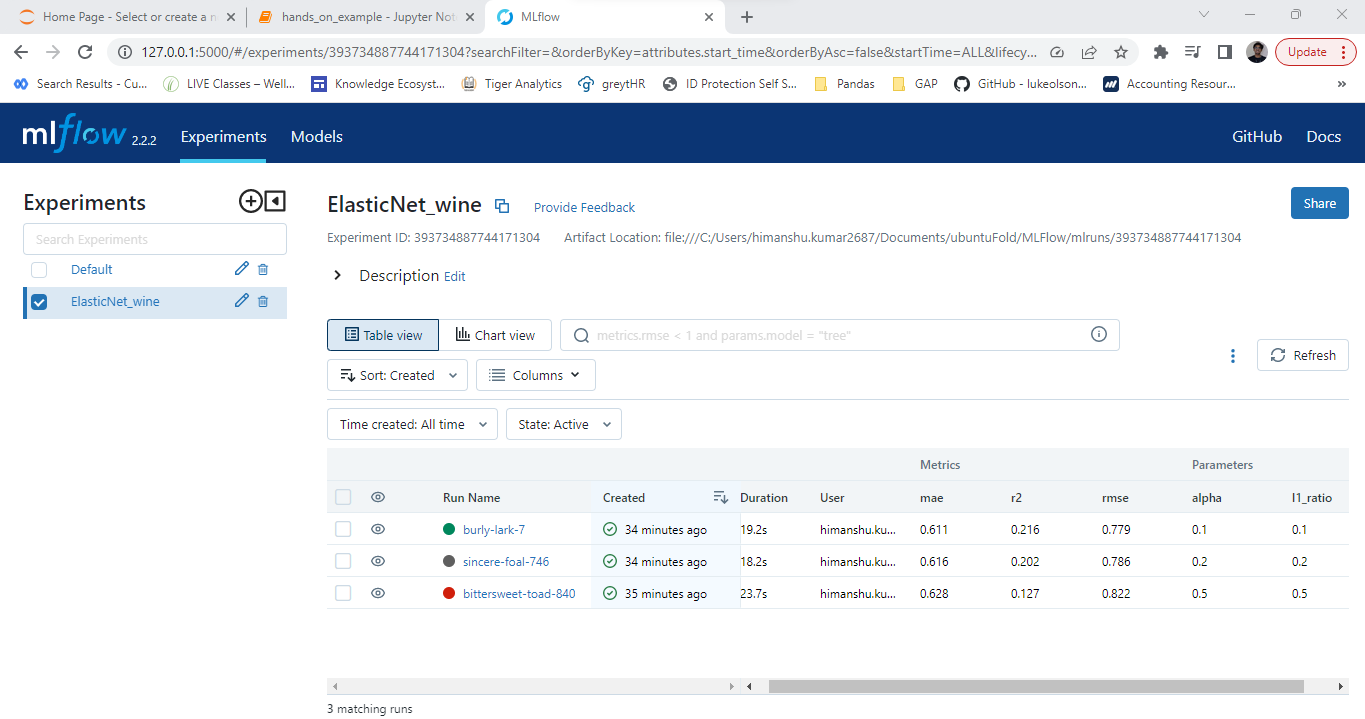 Home Page - Select or create a n
hands_on_example - Jupyter Not
MLflow
127.0.0.1:5000/#/experiments/393734887744171304?searchFilter=&orderByKey=attributes.start_time&orderByAsc=false&startTime=ALL&lifecy...
Update
Search Results - Cu... LIVE Classes – Well... Knowledge Ecosyst... Tiger Analytics greytHR ID Protection Self S... Pandas GAP GitHub - lukeolson... Accounting Resour... »
mlflow 2.2.2 Experiments Models GitHub Docs
Experiments
Search Experiments
Default
ElasticNet_wine
ElasticNet_wine Provide Feedback Share
Experiment ID: 393734887744171304 Artifact Location: file:///C:/Users/himanshu.kumar2687/Documents/ubuntuFold/MLFlow/mlruns/393734887744171304
Description Edit
Table view Chart view metrics.rmse < 1 and params.model = "tree"
Refresh
Sort: Created Columns
Time created: All time State: Active
Metrics Parameters
Run Name Created Duration User mae r2 rmse alpha l1_ratio
burly-lark-7 34 minutes ago 19.2s himanshu.ku... 0.611 0.216 0.779 0.1 0.1
sincere-foal-746 34 minutes ago 18.2s himanshu.ku... 0.616 0.202 0.786 0.2 0.2
bittersweet-toad-840 35 minutes ago 23.7s himanshu.ku... 0.628 0.127 0.822 0.5 0.5
3 matching runs